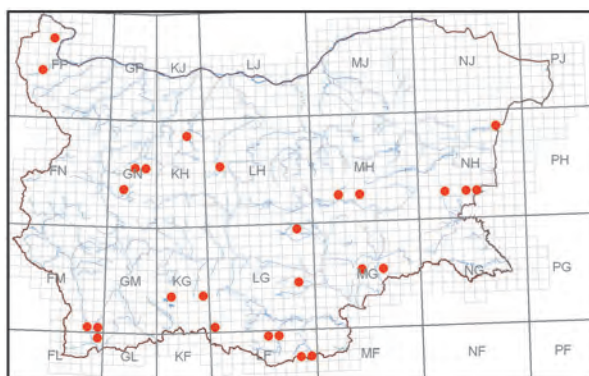 FP GP KJ LJ MJ NJ PJ
FN GN KH LH MH NH PH
FM GM KG LG MG NG PG
FL GL KF LF MF NF PF